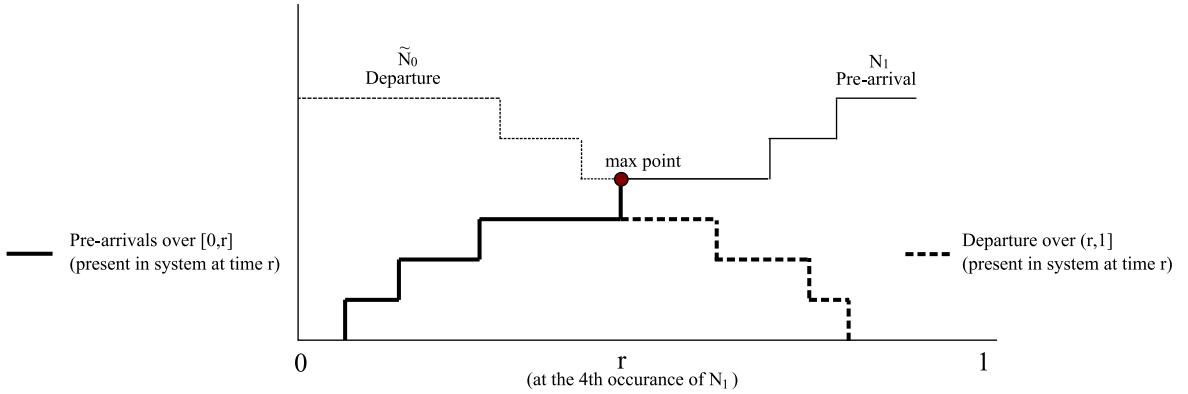 Ñ₀
Departure
N₁
Pre-arrival
max point
Pre-arrivals over [0,r]
(present in system at time r)
Departure over (r,1]
(present in system at time r)
0
r
1
(at the 4th occurance of N₁ )